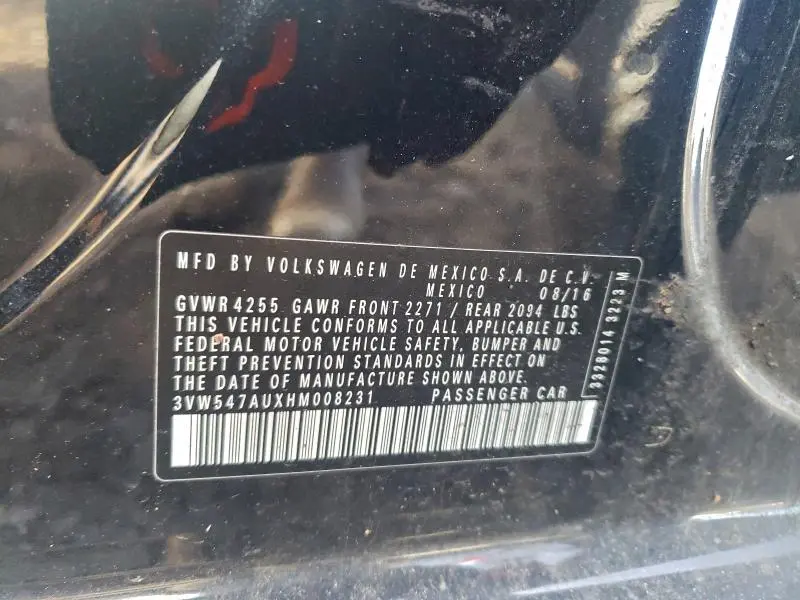 MFD BY VOLKSWAGEN DE MEXICO S.A. DE C.V.
MEXICO 08/16
GVWR 4255 GAWR FRONT 2271 / REAR 2094 LBS
THIS VEHICLE CONFORMS TO ALL APPLICABLE U.S.
FEDERAL MOTOR VEHICLE SAFETY, BUMPER AND
THEFT PREVENTION STANDARDS IN EFFECT ON
THE DATE OF MANUFACTURE SHOWN ABOVE.
3VW547AUXHM008231 PASSENGER CAR
3328014 3223 M